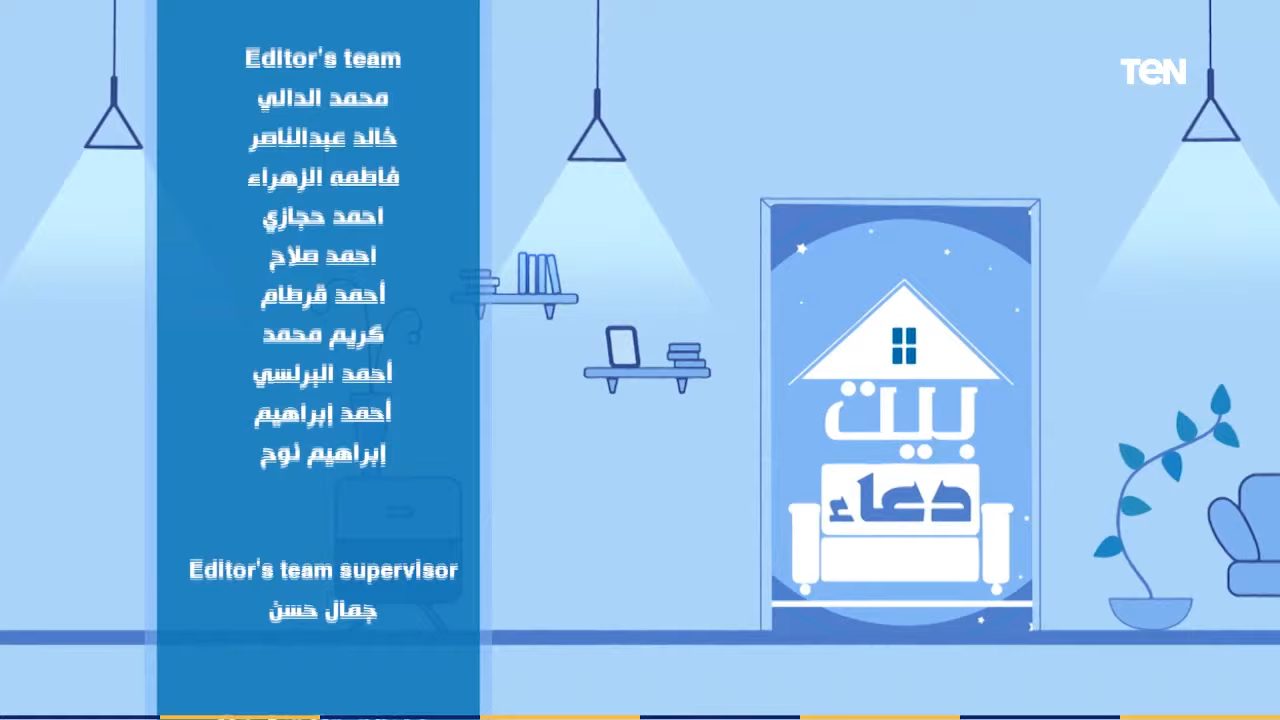 Editor's team
محمد الدالي
خالد عبدالناصر
فاطمه الزهراء
احمد حجازي
احمد صلاح
أحمد قرطام
كريم محمد
أحمد البرلسي
أحمد إبراهيم
إبراهيم نوح
Editor's team supervisor
جمال حسن
TeN
بيت
دعاء